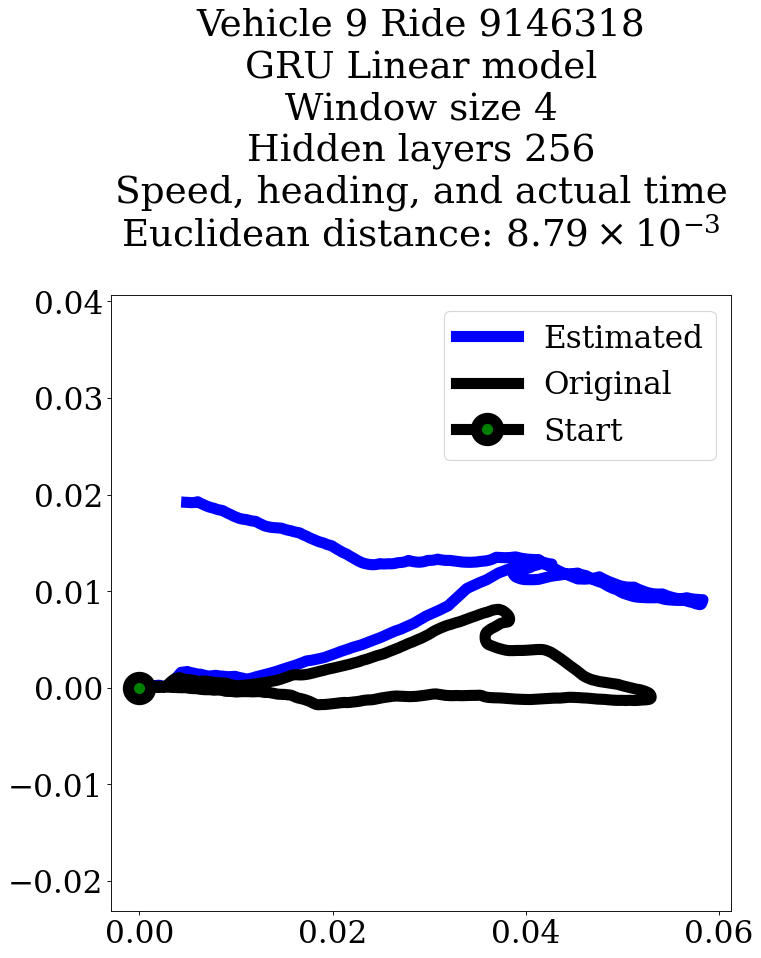 Vehicle 9 Ride 9146318
GRU Linear model
Window size 4
Hidden layers 256
Speed, heading, and actual time
Euclidean distance: 8.79 × 10⁻³
0.04
0.03
0.02
0.01
0.00
−0.01
−0.02
Estimated
Original
Start
0.00 0.02 0.04 0.06